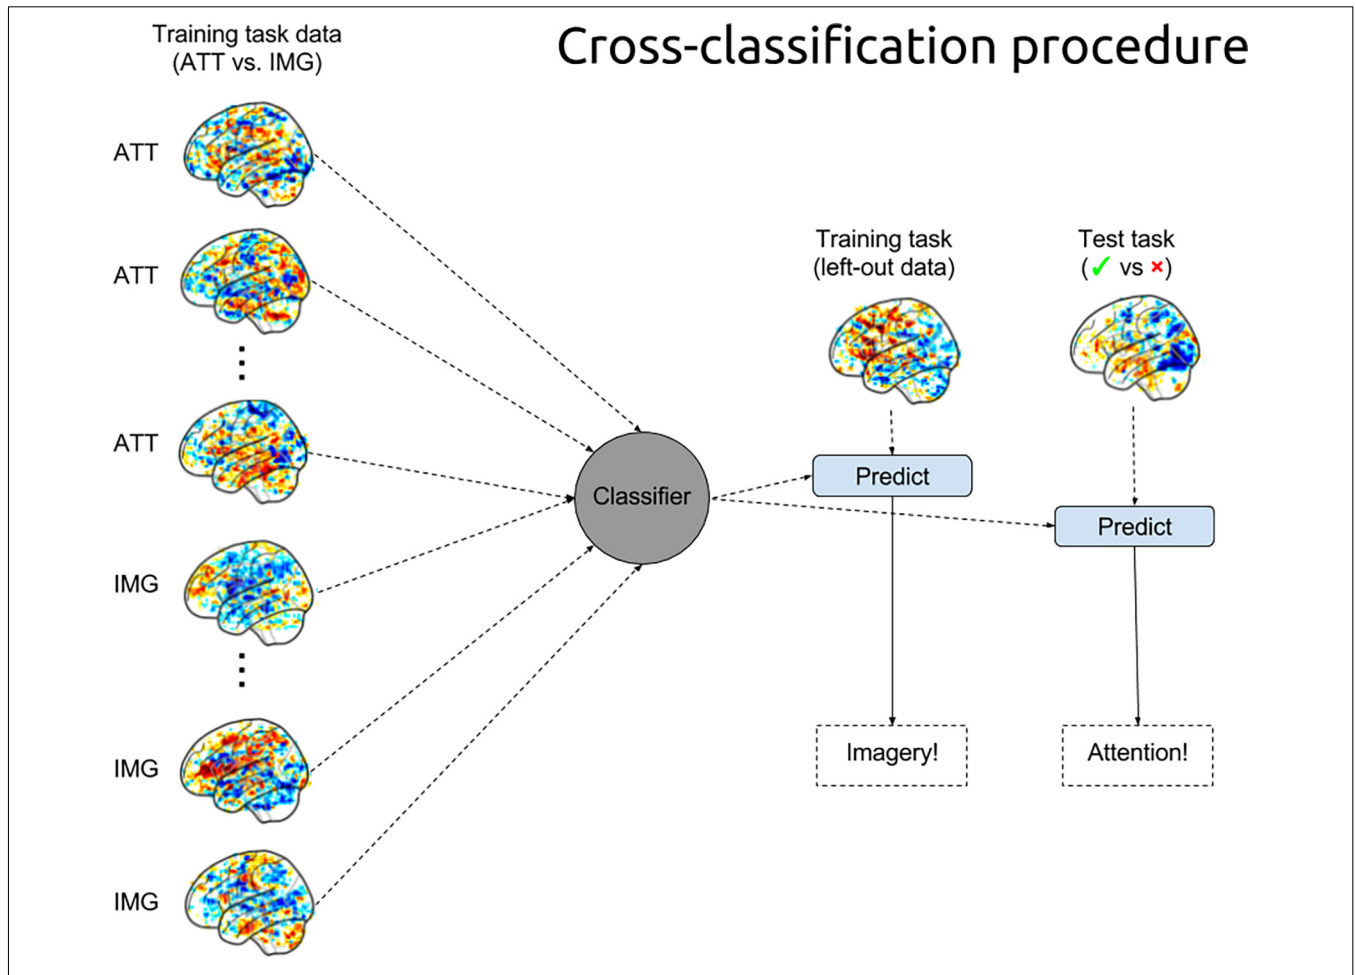 Cross-classification procedure
Training task data
(ATT vs. IMG)
ATT
ATT
ATT
IMG
IMG
IMG
Classifier
Training task
(left-out data)
Predict
Imagery!
Test task
(✓ vs ×)
Predict
Attention!